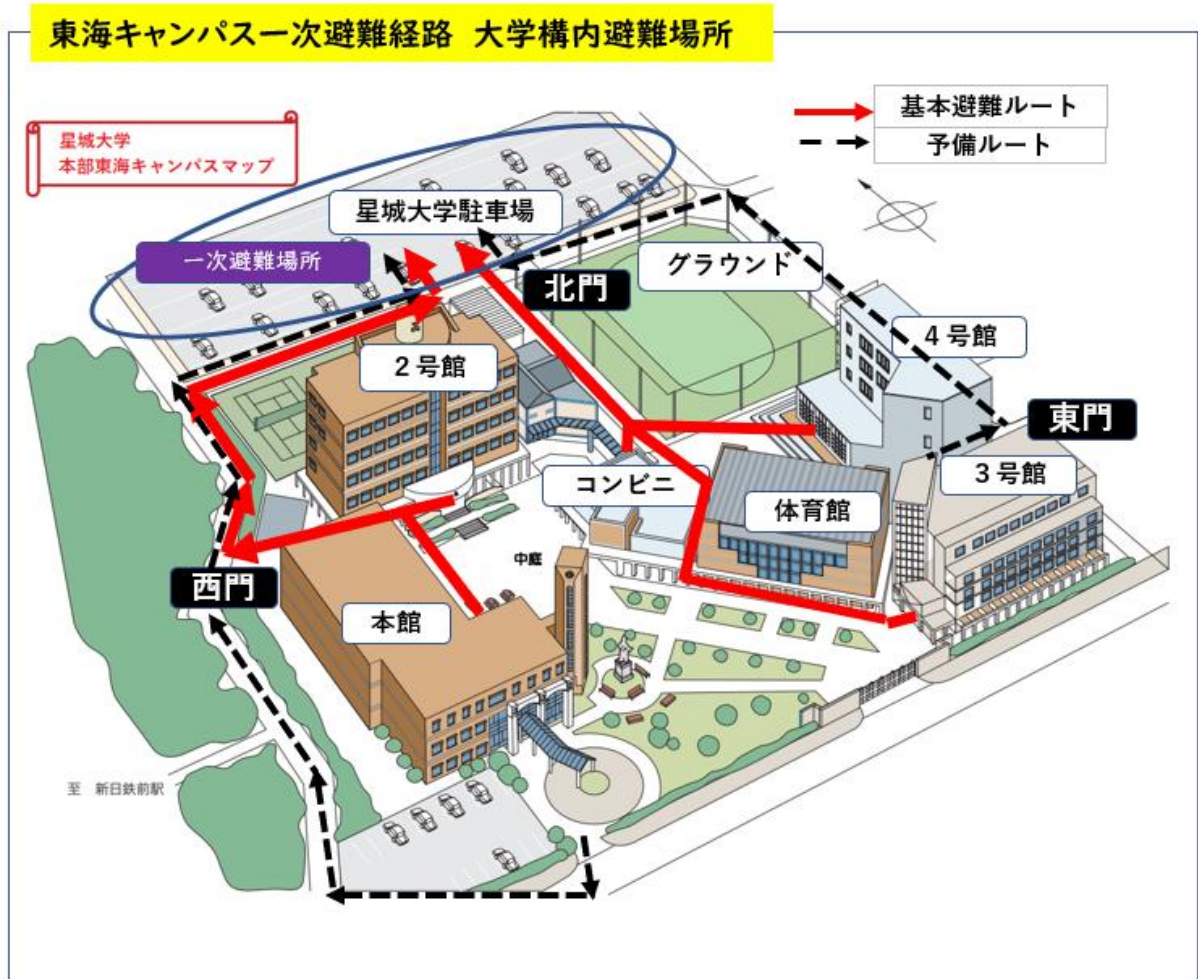 東海キャンパス一次避難経路 大学構内避難場所
星城大学
本部東海キャンパスマップ
基本避難ルート
予備ルート
星城大学駐車場
一次避難場所
北門
グラウンド
2号館
4号館
東門
3号館
コンビニ
体育館
中庭
西門
本館
至 新日鉄前駅